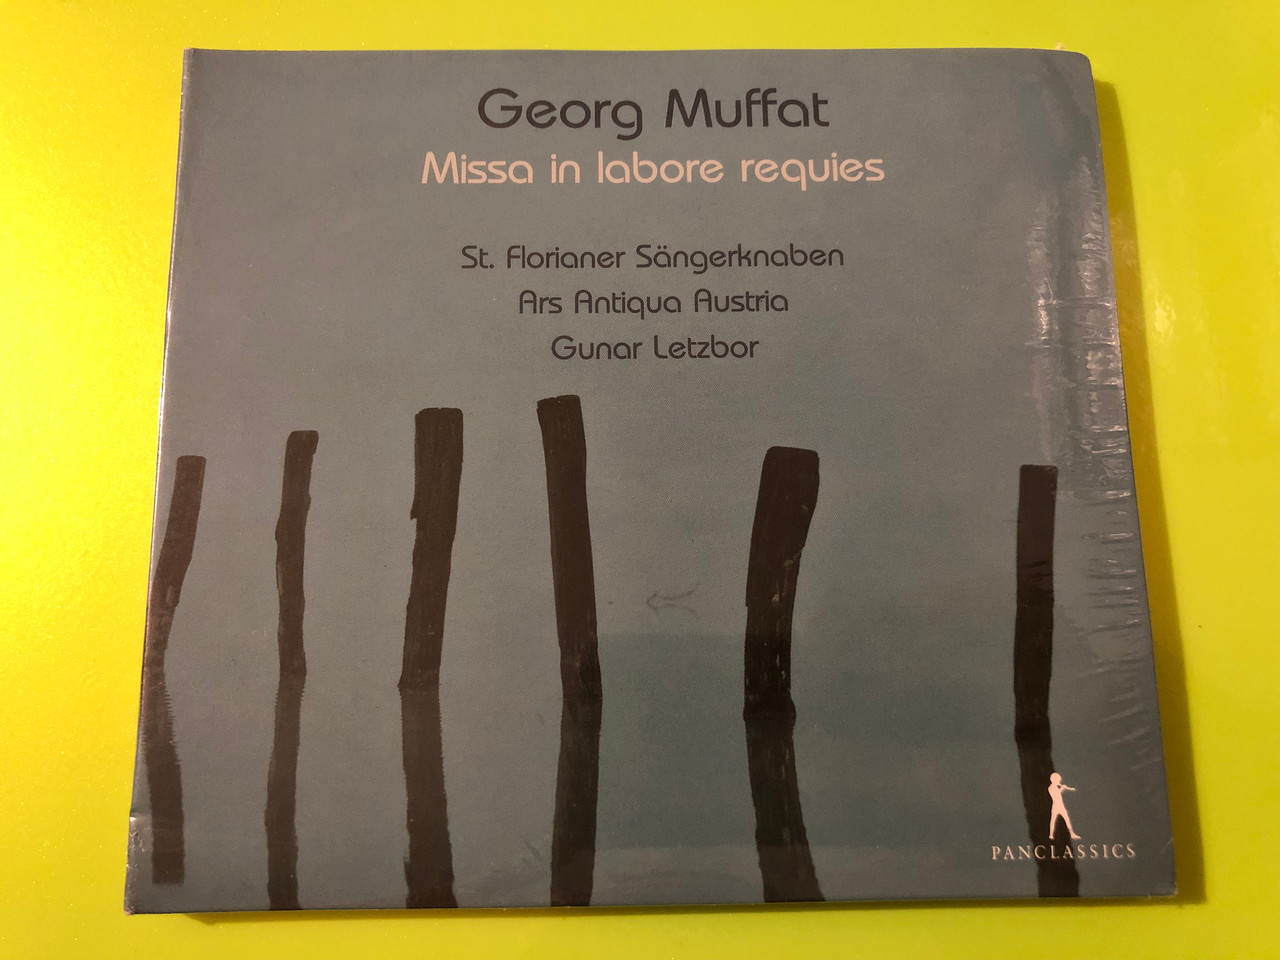 Georg Muffat
Missa in labore requies
St. Florianer Sängerknaben
Ars Antiqua Austria
Gunar Letzbor
PANCLASSICS